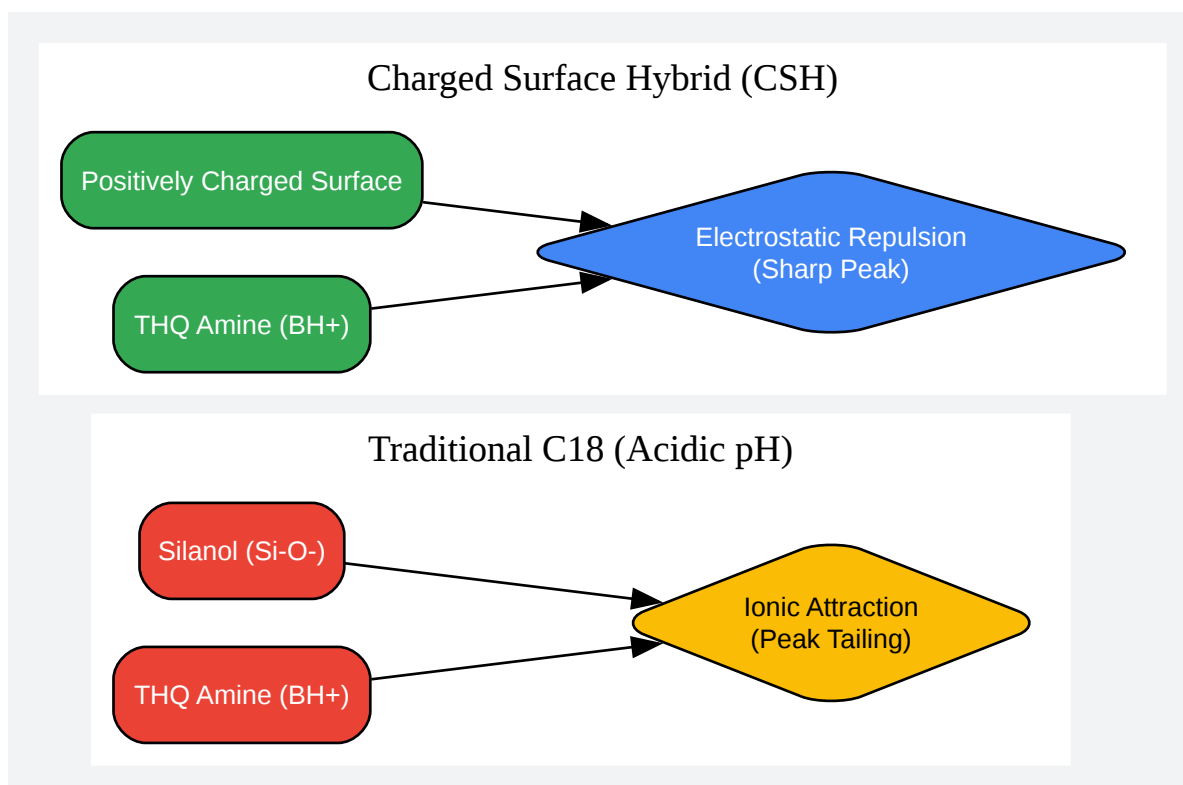 Charged Surface Hybrid (CSH)
Positively Charged Surface
THQ Amine (BH+)
Electrostatic Repulsion
(Sharp Peak)
Traditional C18 (Acidic pH)
Silanol (Si-O-)
THQ Amine (BH+)
Ionic Attraction
(Peak Tailing)